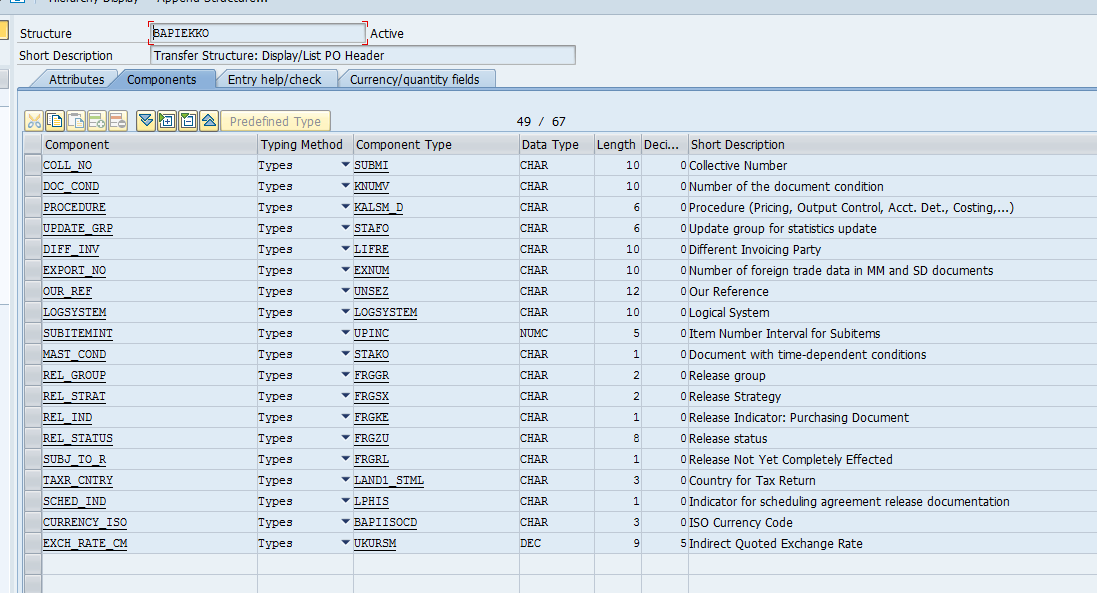 Hierarchy Display Append Structure...
Structure BAPIEKKO Active
Short Description Transfer Structure: Display/List PO Header
Attributes Components Entry help/check Currency/quantity fields
Predefined Type 49 / 67
Component Typing Method Component Type Data Type Length Deci... Short Description
COLL_NO Types SUBMI CHAR 10 0 Collective Number
DOC_COND Types KNUMV CHAR 10 0 Number of the document condition
PROCEDURE Types KALSM_D CHAR 6 0 Procedure (Pricing, Output Control, Acct. Det., Costing,...)
UPDATE_GRP Types STAFO CHAR 6 0 Update group for statistics update
DIFF_INV Types LIFRE CHAR 10 0 Different Invoicing Party
EXPORT_NO Types EXNUM CHAR 10 0 Number of foreign trade data in MM and SD documents
OUR_REF Types UNSEZ CHAR 12 0 Our Reference
LOGSYSTEM Types LOGSYSTEM CHAR 10 0 Logical System
SUBITEMINT Types UPINC NUMC 5 0 Item Number Interval for Subitems
MAST_COND Types STAKO CHAR 1 0 Document with time-dependent conditions
REL_GROUP Types FRGGR CHAR 2 0 Release group
REL_STRAT Types FRGSX CHAR 2 0 Release Strategy
REL_IND Types FRGKE CHAR 1 0 Release Indicator: Purchasing Document
REL_STATUS Types FRGZU CHAR 8 0 Release status
SUBJ_TO_R Types FRGRL CHAR 1 0 Release Not Yet Completely Effected
TAXR_CNTRY Types LAND1_STML CHAR 3 0 Country for Tax Return
SCHED_IND Types LPHIS CHAR 1 0 Indicator for scheduling agreement release documentation
CURRENCY_ISO Types BAPIISOCD CHAR 3 0 ISO Currency Code
EXCH_RATE_CM Types UKURSM DEC 9 5 Indirect Quoted Exchange Rate